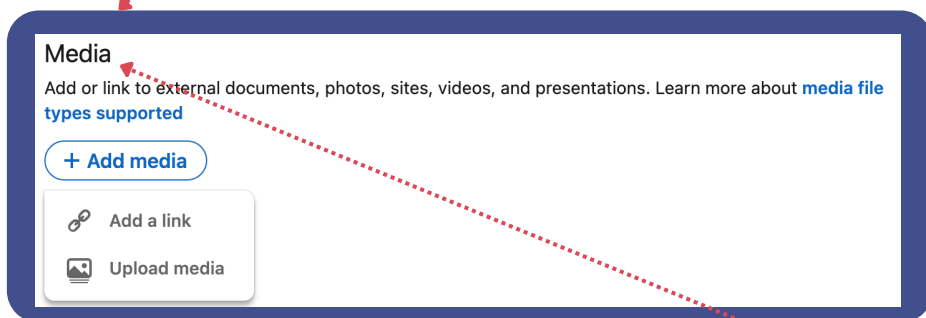 Media
Add or link to external documents, photos, sites, videos, and presentations. Learn more about media file
types supported
+ Add media
Add a link
Upload media